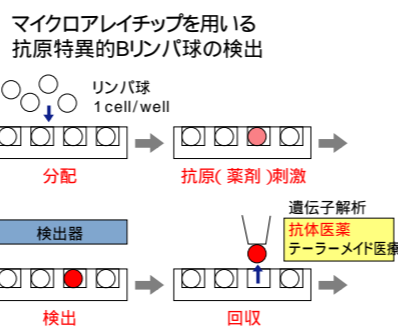 マイクロアレイチップを用いる
抗原特異的Bリンパ球の検出
リンパ球
1cell/well
分配
抗原(薬剤)刺激
検出器
遺伝子解析
抗体医薬
テーラーメイド医療
検出
回収